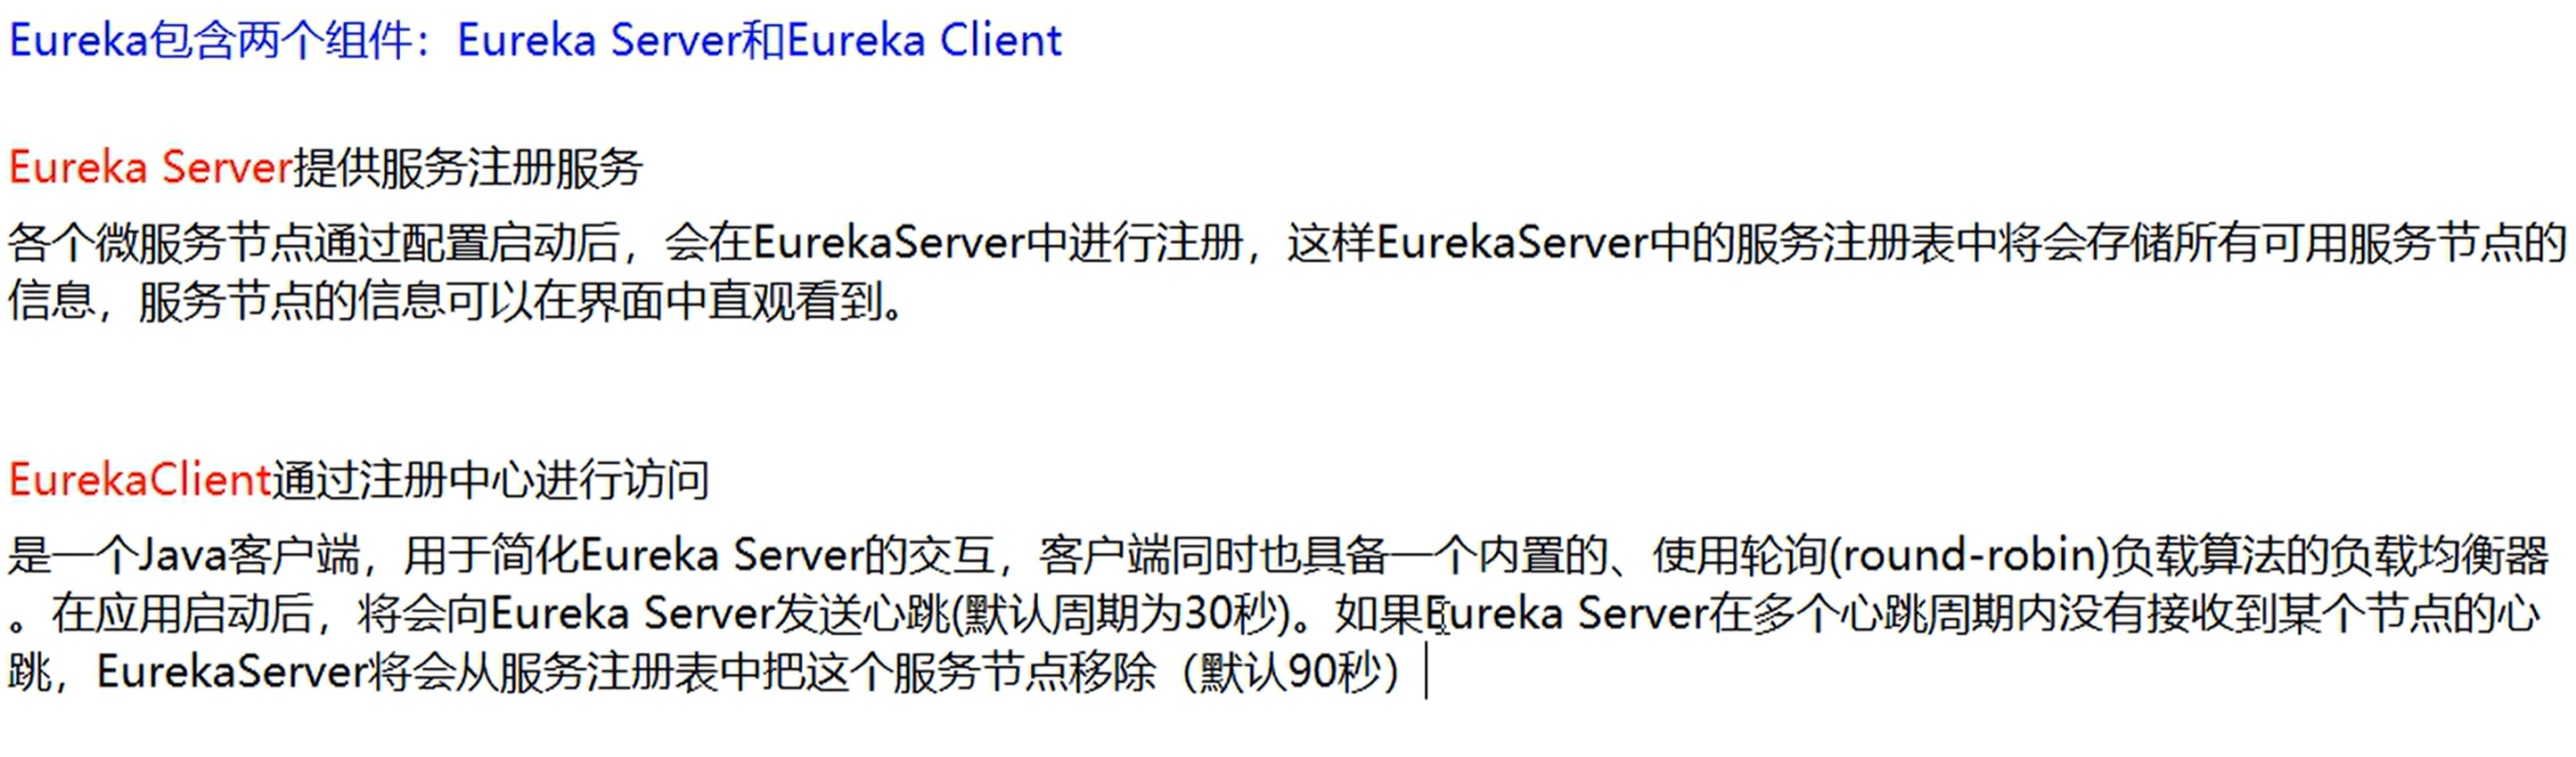 Eureka包含两个组件：Eureka Server和Eureka Client
Eureka Server提供服务注册服务
各个微服务节点通过配置启动后，会在EurekaServer中进行注册，这样EurekaServer中的服务注册表中将会存储所有可用服务节点的
信息，服务节点的信息可以在界面中直观看到。
EurekaClient通过注册中心进行访问
是一个Java客户端，用于简化Eureka Server的交互，客户端同时也具备一个内置的、使用轮询(round-robin)负载算法的负载均衡器
。在应用启动后，将会向Eureka Server发送心跳(默认周期为30秒)。如果Eureka Server在多个心跳周期内没有接收到某个节点的心
跳，EurekaServer将会从服务注册表中把这个服务节点移除（默认90秒）